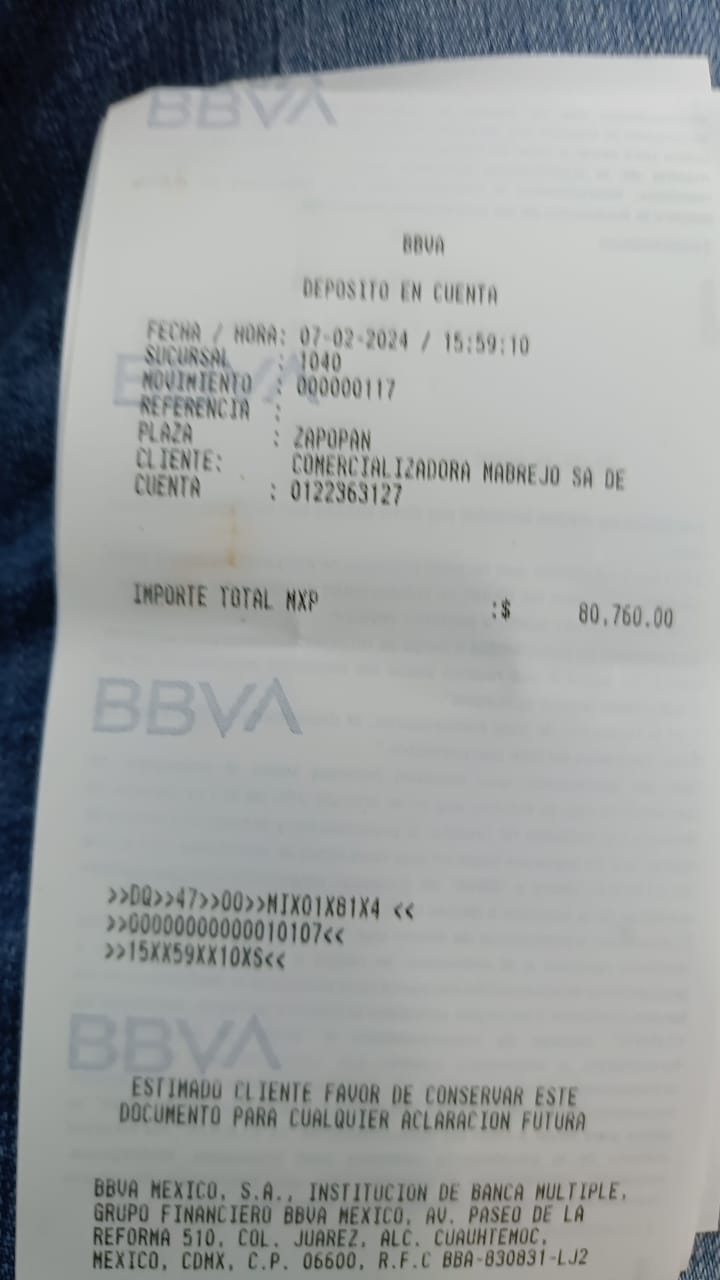 BBVA
BBVA
DEPOSITO EN CUENTA
FECHA / HORA: 07-02-2024 / 15:59:10
SUCURSAL : 1040
BBVA
MOVIMIENTO : 000000117
REFERENCIA :
PLAZA : ZAPOPAN
CLIENTE: COMERCIALIZADORA MABREJO SA DE
CUENTA : 0122363127
IMPORTE TOTAL MXP :$ 80,760.00
BBVA
>>DQ>>47>>00>>MIX01X81X4 <<
>>00000000000010107<<
>>15XX59XX10XS<<
BBVA
ESTIMADO CLIENTE FAVOR DE CONSERVAR ESTE
DOCUMENTO PARA CUALQUIER ACLARACION FUTURA
BBVA MEXICO, S.A., INSTITUCION DE BANCA MULTIPLE,
GRUPO FINANCIERO BBVA MEXICO, AV. PASEO DE LA
REFORMA 510, COL. JUAREZ, ALC. CUAUHTEMOC,
MEXICO, CDMX, C.P. 06600, R.F.C BBA-830831-LJ2